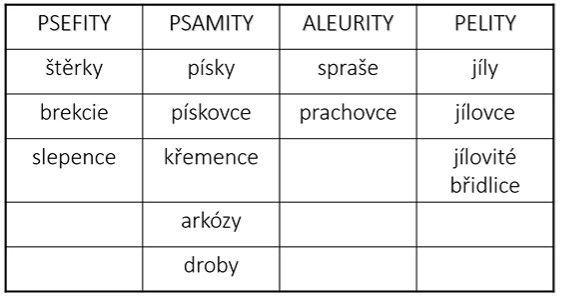 PSEFITY PSAMITY ALEURITY PELITY
štěrky písky spraše jíly
brekcie pískovce prachovce jílovce
slepence křemence jílovité
břidlice
arkózy
droby